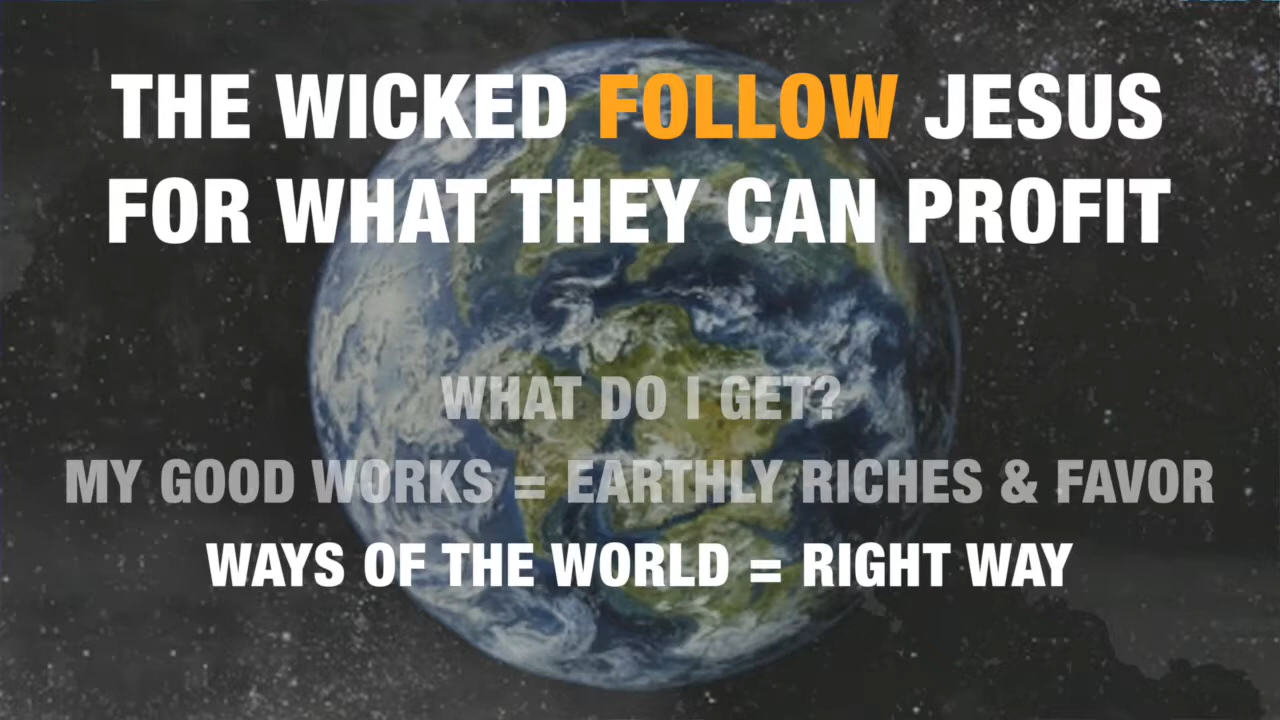 THE WICKED FOLLOW JESUS
FOR WHAT THEY CAN PROFIT
WHAT DO I GET?
MY GOOD WORKS = EARTHLY RICHES & FAVOR
WAYS OF THE WORLD = RIGHT WAY